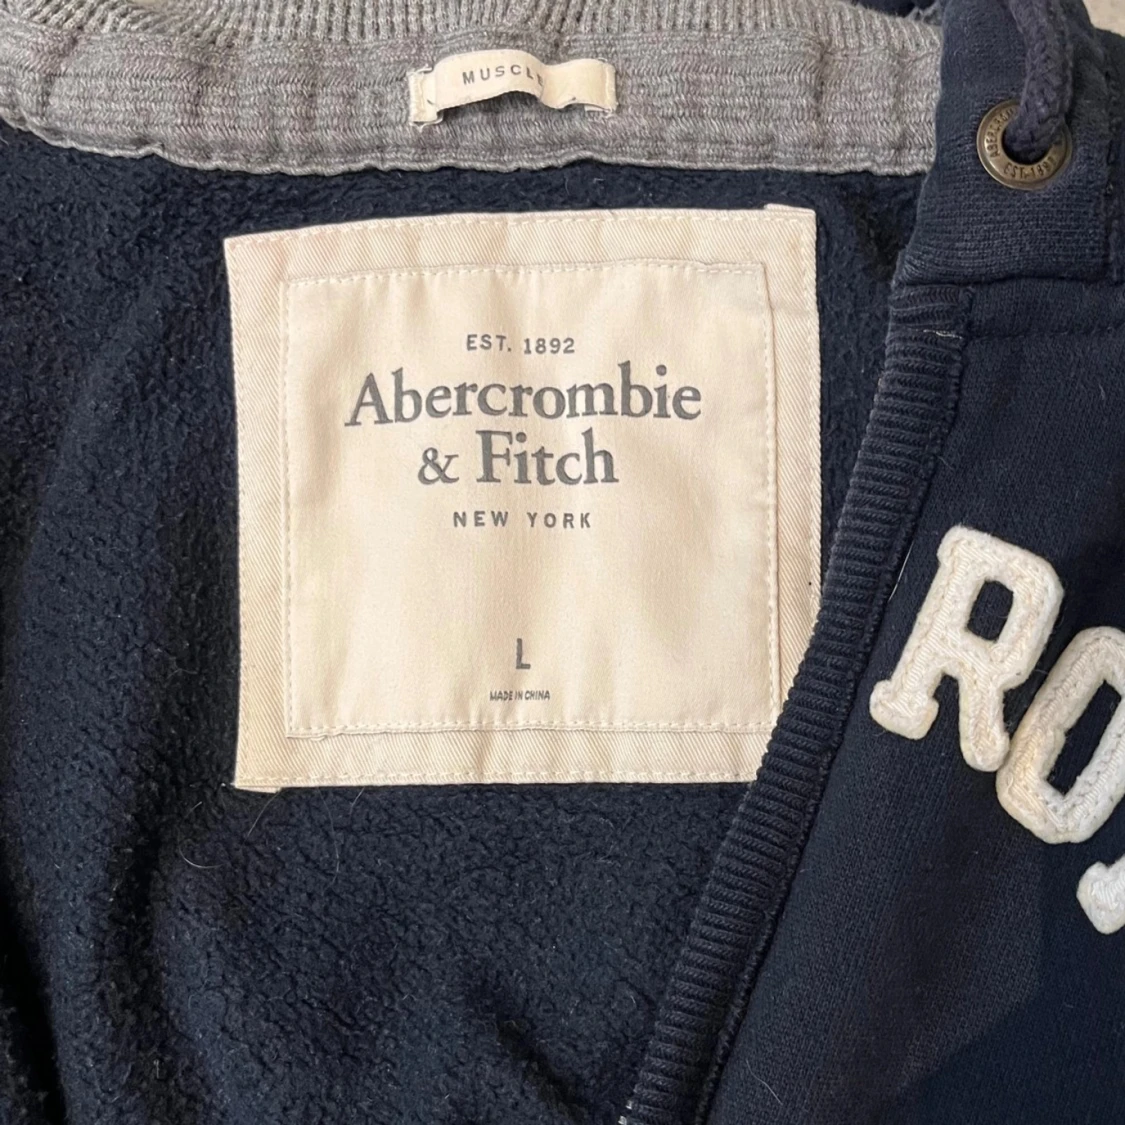 MUSCLE
EST. 1892
Abercrombie
& Fitch
NEW YORK
L
MADE IN CHINA
EST. 1892
RO